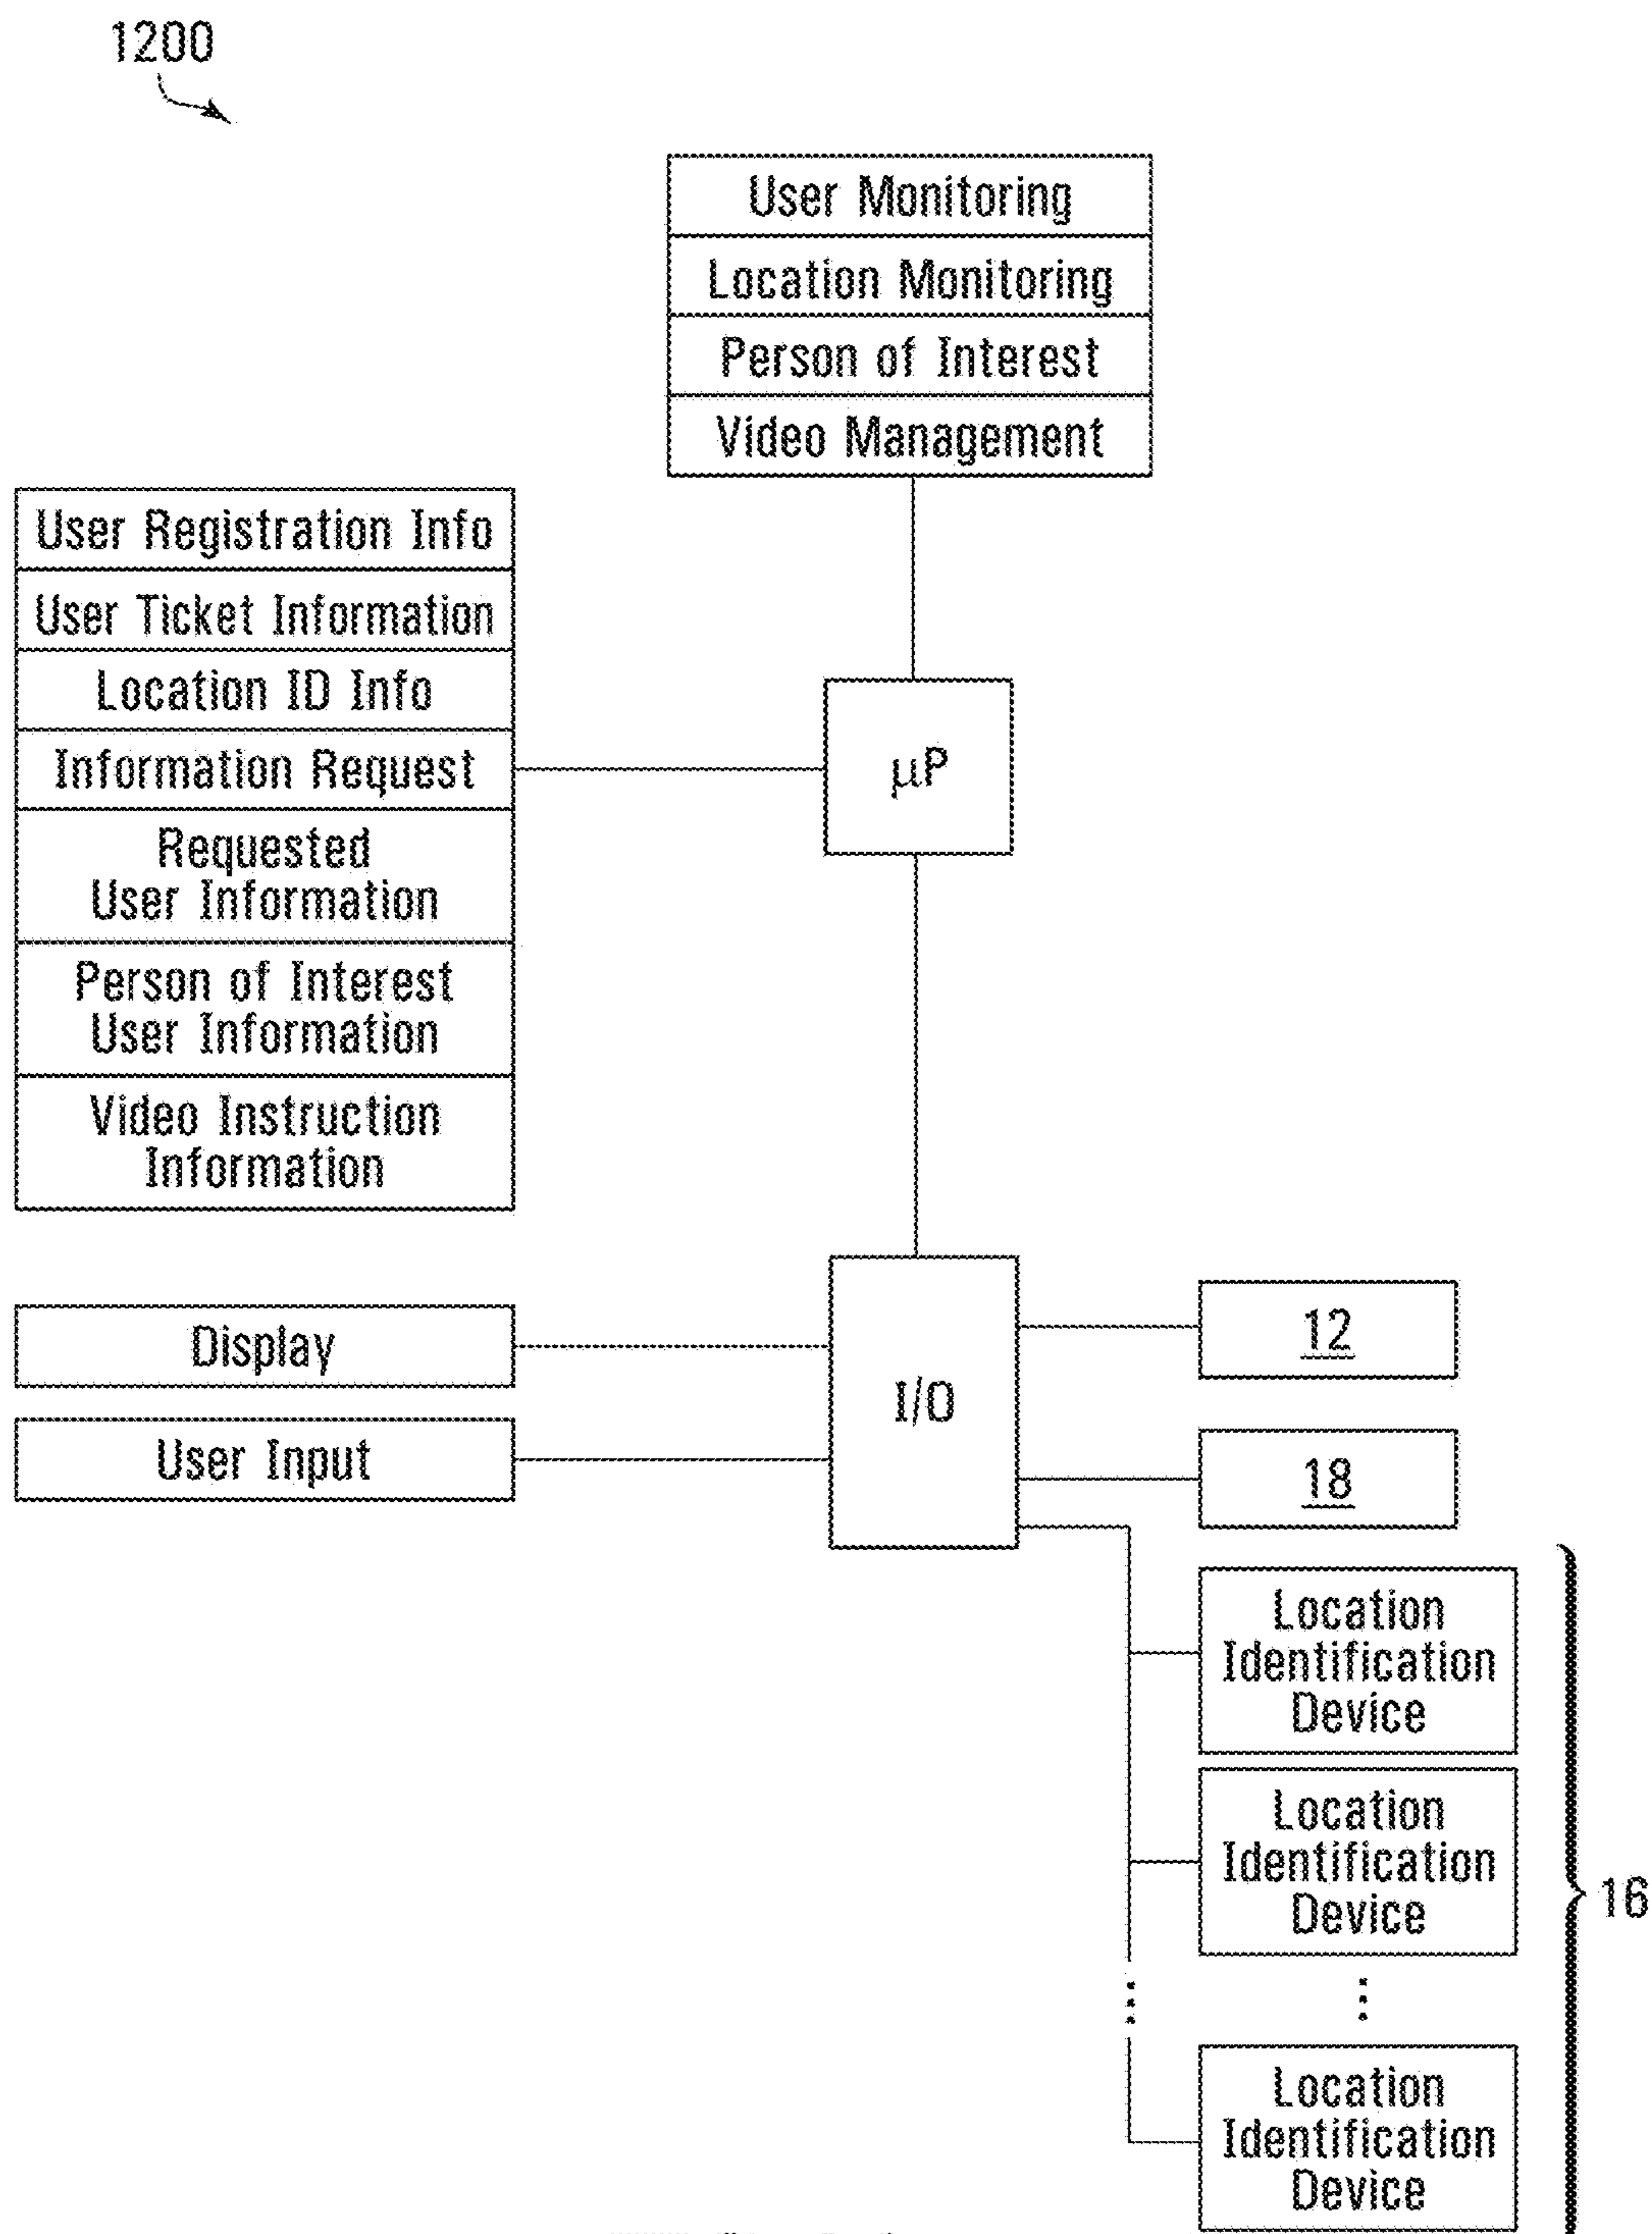 1200
User Monitoring
Location Monitoring
Person of Interest
Video Management
User Registration Info
User Ticket Information
Location ID Info
Information Request
Requested
User Information
Person of Interest
User Information
Video Instruction
Information
µP
Display
User Input
I/O
12
18
Location
Identification
Device
Location
Identification
Device
Location
Identification
Device
16